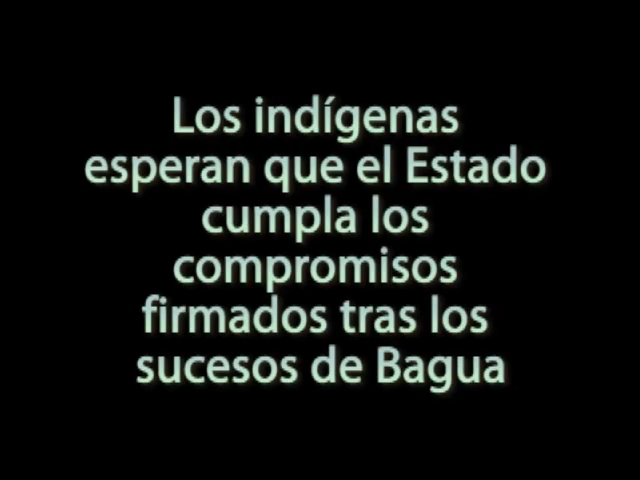 Los indígenas
esperan que el Estado
cumpla los
compromisos
firmados tras los
sucesos de Bagua